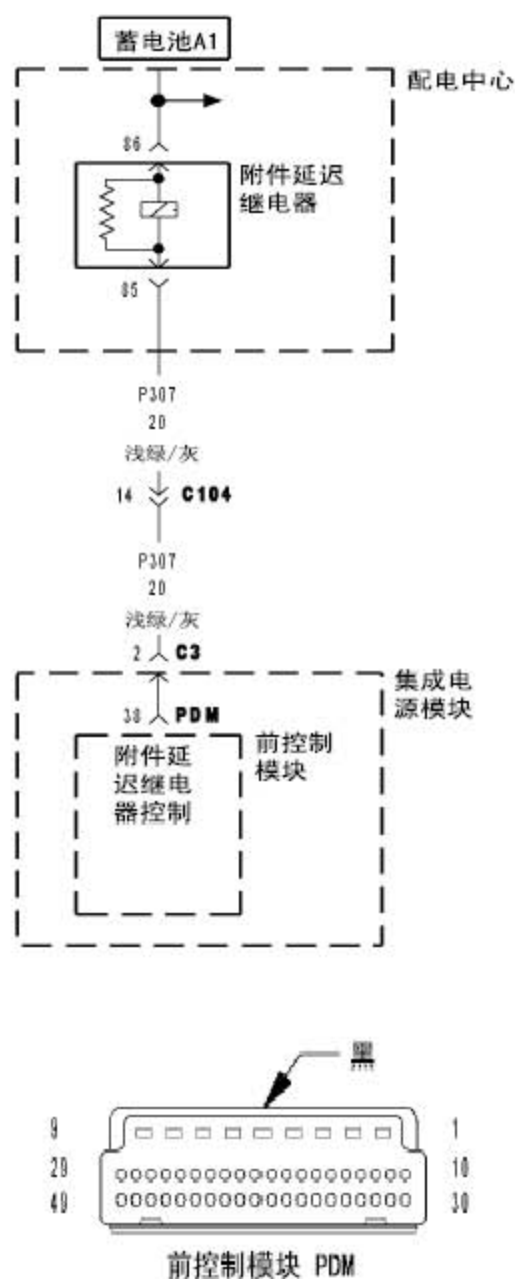 蓄电池A1
配电中心
86
附件延迟
继电器
85
P307
20
浅绿/灰
14 C104
P307
20
浅绿/灰
2 C3
集成电
源模块
38 PDM
前控制
模块
附件延
迟继电
器控制
黑
9 1
29 10
49 30
前控制模块 PDM